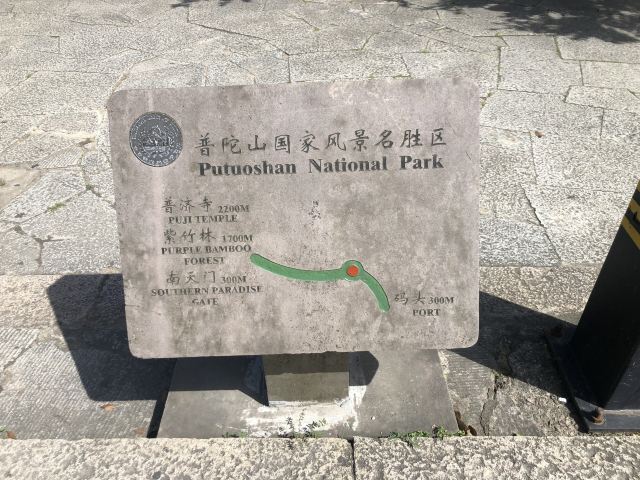 普陀山国家风景名胜区
Putuoshan National Park
普济寺 2200M
PUJI TEMPLE
紫竹林 1700M
PURPLE BAMBOO
FOREST
南天门 300M
SOUTHERN PARADISE
GATE
码头 300M
PORT